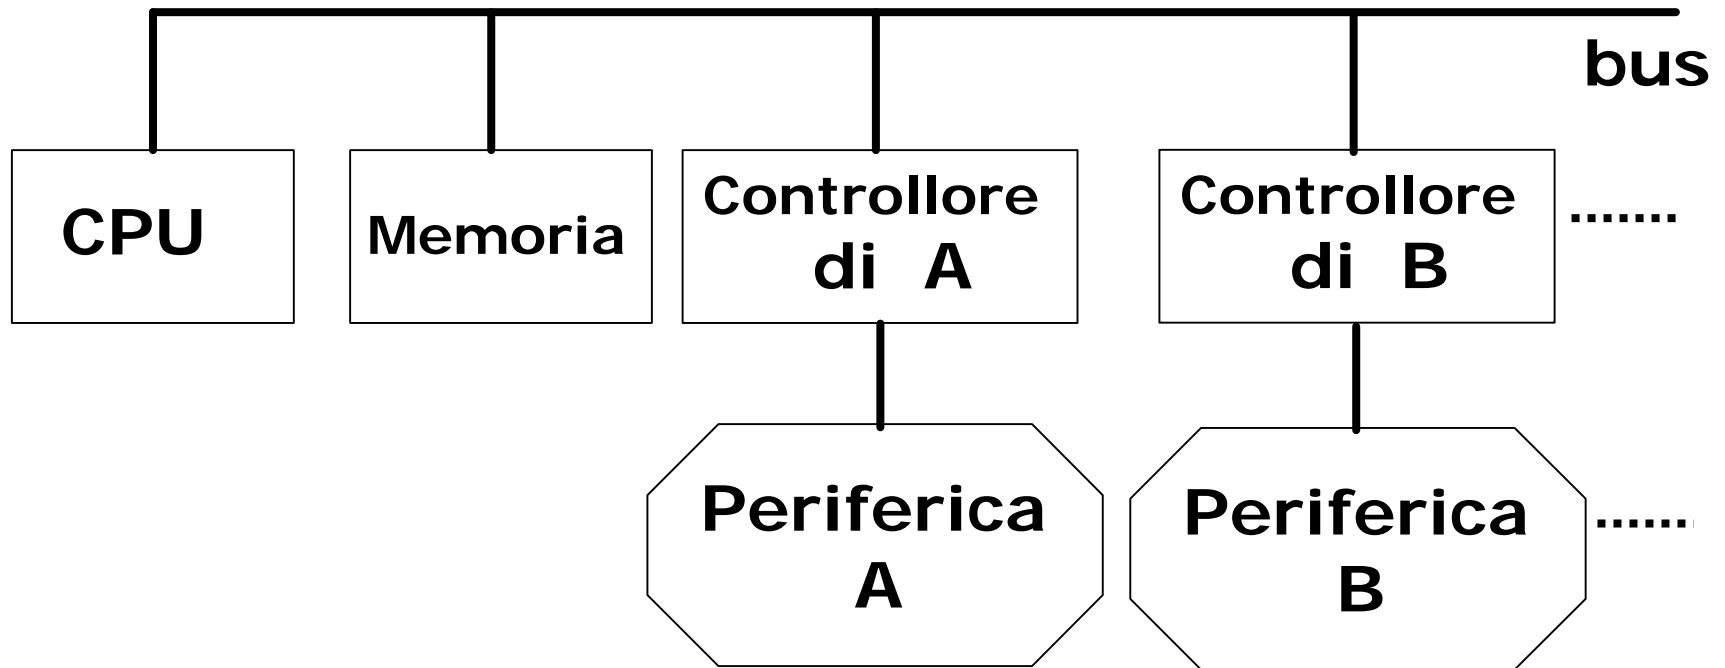 bus
CPU
Memoria
Controllore
di A
Controllore
di B
........
Periferica
A
Periferica
B
.......